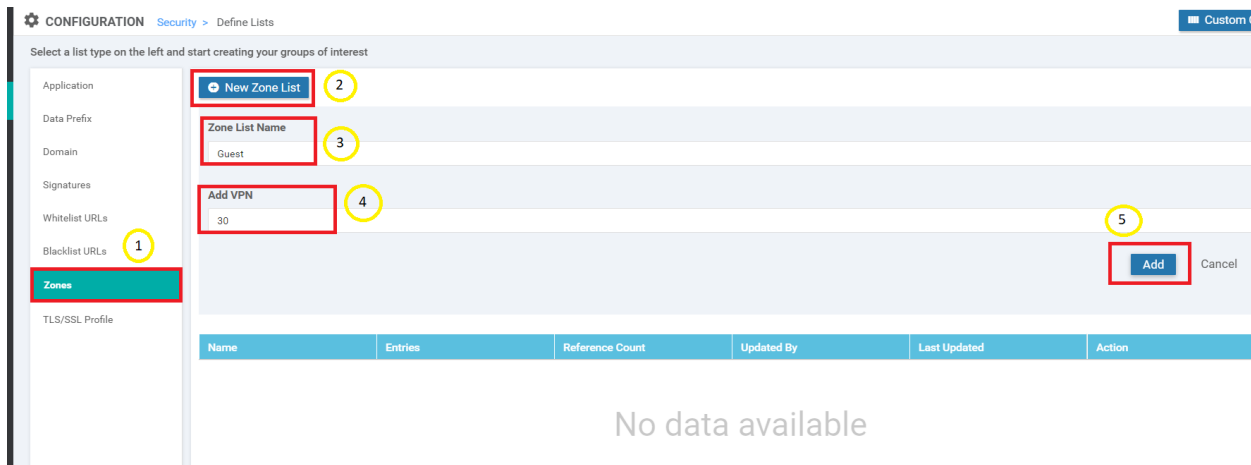 CONFIGURATION Security > Define Lists
Custom
Select a list type on the left and start creating your groups of interest
Application
Data Prefix
Domain
Signatures
Whitelist URLs
Blacklist URLs
1
Zones
TLS/SSL Profile
New Zone List
2
Zone List Name
3
Guest
Add VPN
4
30
5
Add Cancel
Name Entries Reference Count Updated By Last Updated Action
No data available